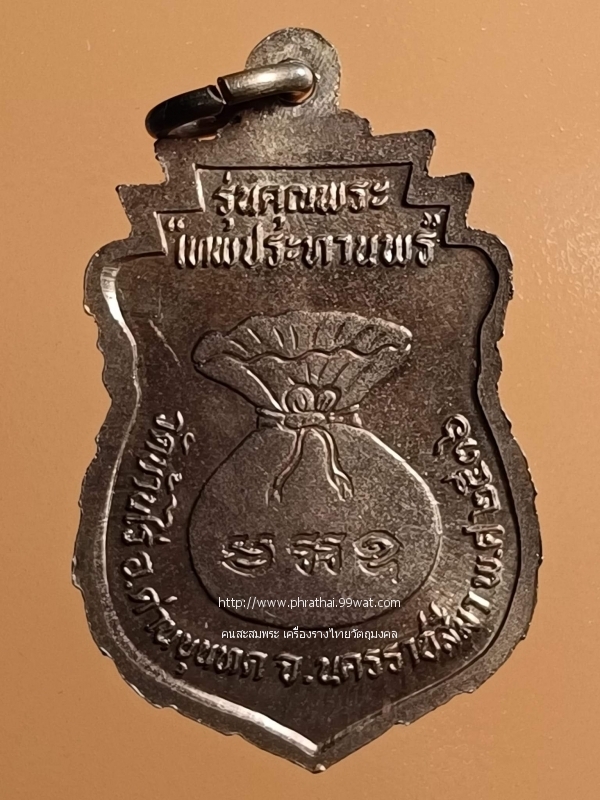 รุ่นคุณพระ
"เทพประทานพร"
วัดบ้านไร่ อ.ด่านขุนทด จ.นครราชสีมา พ.ศ ๒๕๓๖
http://www.phrathai.99wat.com
คนสะสมพระ เครื่องรางไทยวัตถุมงคล